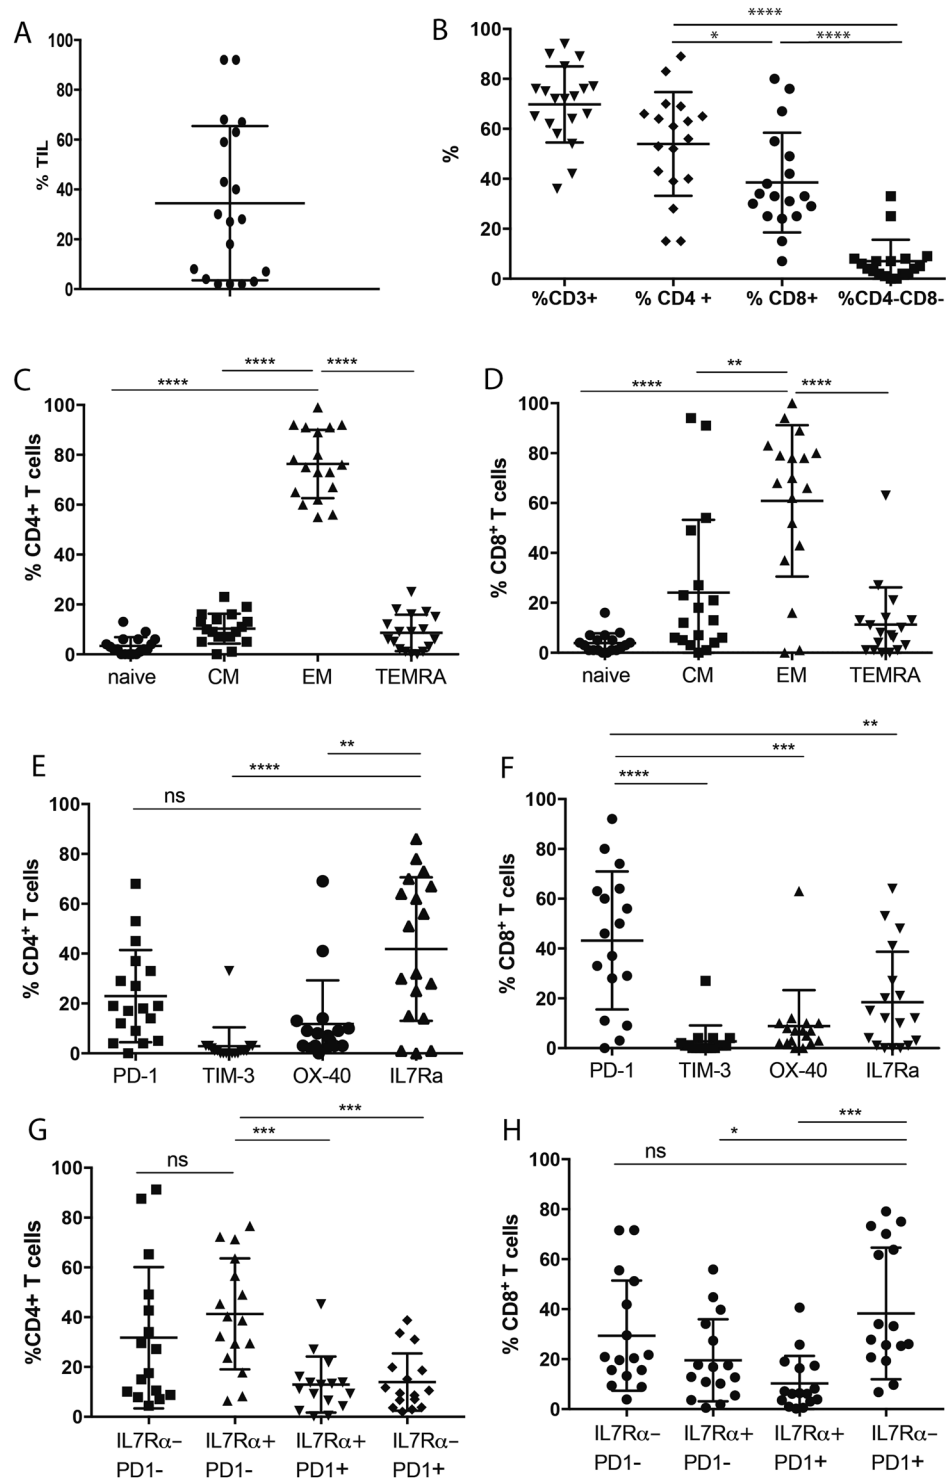 A
100
80
60
40
20
0
% TIL
B
****
* ****
100
80
60
40
20
0
%
%CD3+ % CD4 + % CD8+ %CD4-CD8-
C
**** ****
****
100
80
60
40
20
0
% CD4+ T cells
naive CM EM TEMRA
D
**
**** ****
100
80
60
40
20
0
% CD8+ T cells
naive CM EM TEMRA
E
**
****
ns
100
80
60
40
20
0
% CD4+ T cells
PD-1 TIM-3 OX-40 IL7Ra
F
**
***
****
100
80
60
40
20
0
% CD8+ T cells
PD-1 TIM-3 OX-40 IL7Ra
G
***
***
ns
100
80
60
40
20
0
%CD4+ T cells
IL7Rα− IL7Rα+ IL7Rα+ IL7Rα−
PD1- PD1- PD1+ PD1+
H
***
*
ns
100
80
60
40
20
0
% CD8+ T cells
IL7Rα− IL7Rα+ IL7Rα+ IL7Rα−
PD1- PD1- PD1+ PD1+